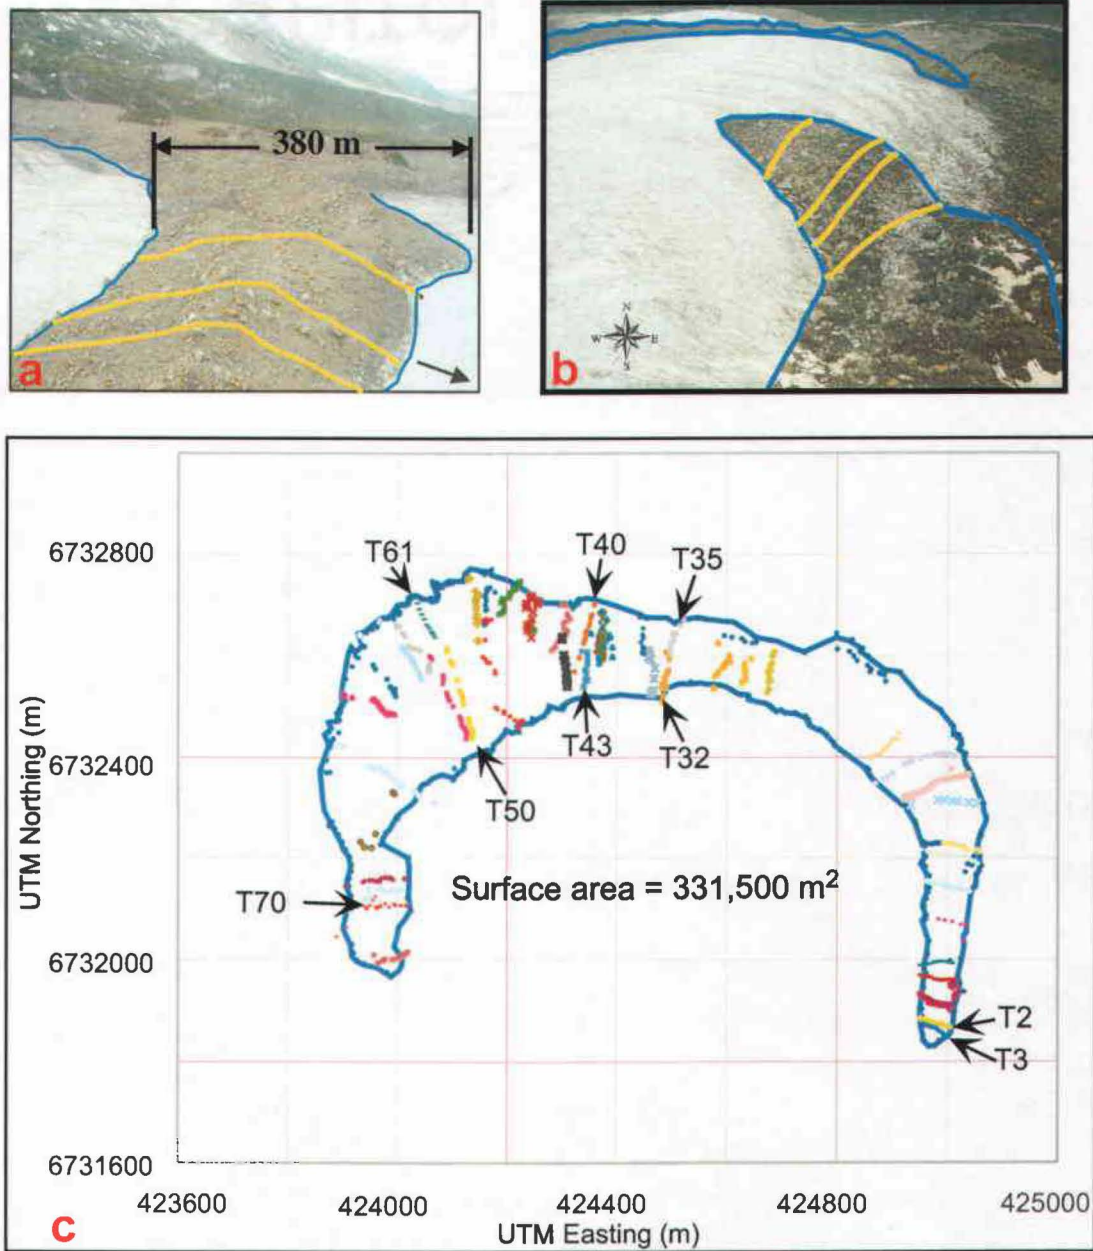 380 m
a
N
W E
S
b
6732800
6732400
6732000
6731600
UTM Northing (m)
T61
T40
T35
T43
T32
T50
T70
Surface area = 331,500 m²
T2
T3
423600
424000
424400
424800
425000
UTM Easting (m)
c